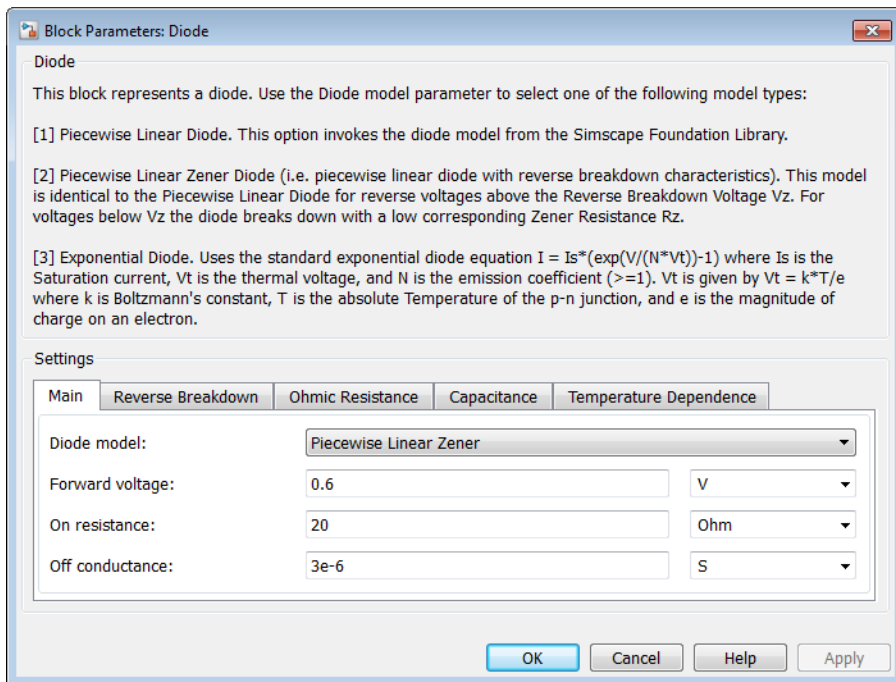 Block Parameters: Diode
Diode
This block represents a diode. Use the Diode model parameter to select one of the following model types:
[1] Piecewise Linear Diode. This option invokes the diode model from the Simscape Foundation Library.
[2] Piecewise Linear Zener Diode (i.e. piecewise linear diode with reverse breakdown characteristics). This model
is identical to the Piecewise Linear Diode for reverse voltages above the Reverse Breakdown Voltage Vz. For
voltages below Vz the diode breaks down with a low corresponding Zener Resistance Rz.
[3] Exponential Diode. Uses the standard exponential diode equation I = Is*(exp(V/(N*Vt))-1) where Is is the
Saturation current, Vt is the thermal voltage, and N is the emission coefficient (>=1). Vt is given by Vt = k*T/e
where k is Boltzmann's constant, T is the absolute Temperature of the p-n junction, and e is the magnitude of
charge on an electron.
Settings
Main Reverse Breakdown Ohmic Resistance Capacitance Temperature Dependence
Diode model: Piecewise Linear Zener
Forward voltage: 0.6 V
On resistance: 20 Ohm
Off conductance: 3e-6 S
OK Cancel Help Apply